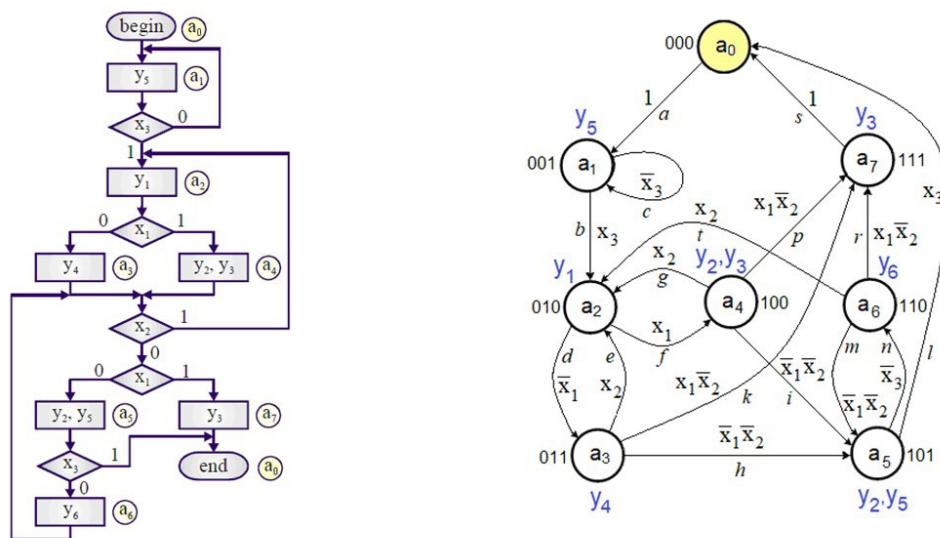 begin a₀
y₅ a₁
x₃ 0
1
y₁ a₂
0 x₁ 1
y₄ a₃ y₂, y₃ a₄
x₂ 1
0
0 x₁ 1
y₂, y₅ a₅ y₃ a₇
x₃ 1 end a₀
0
y₆ a₆
000 a₀
1 a 1 s
y₅ y₃
001 a₁ a₇ 111
x̅₃ c x₃
b x₃ x₂ t x₁x̅₂ p r x₁x̅₂
y₁ x₂ g y₂,y₃ y₆
010 a₂ a₄ 100 a₆ 110
d e x₁ f m n l
x̅₁ x₂ x₁x̅₂ k x̅₁x̅₂ i x̅₁x̅₂ x̅₃
011 a₃ x̅₁x̅₂ h a₅ 101
y₄ y₂,y₅